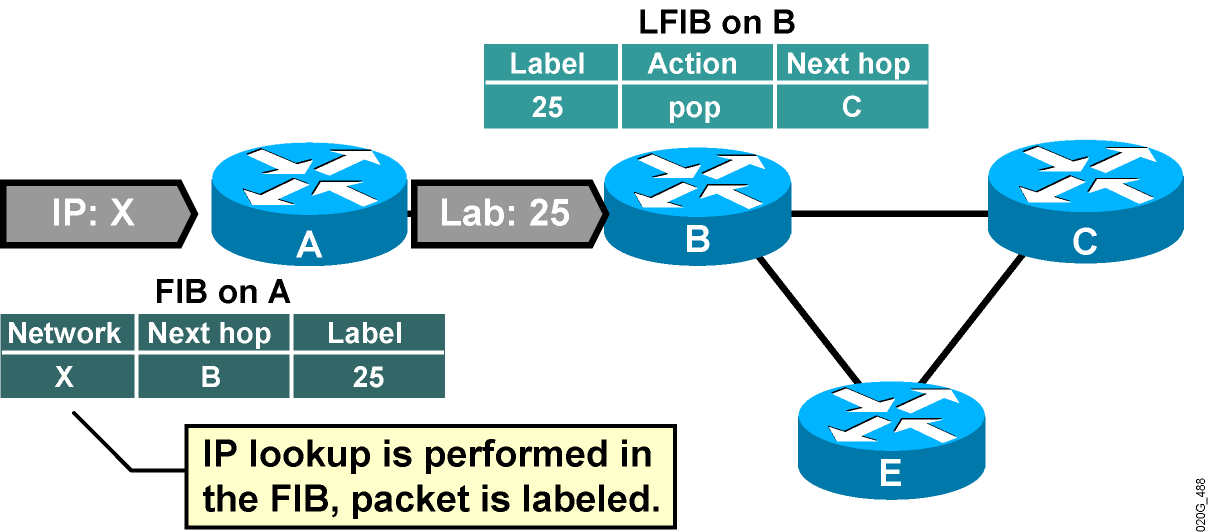 LFIB on B
Label Action Next hop
25 pop C
IP: X
A
Lab: 25
B
C
FIB on A
Network Next hop Label
X B 25
IP lookup is performed in
the FIB, packet is labeled.
E
020G_488